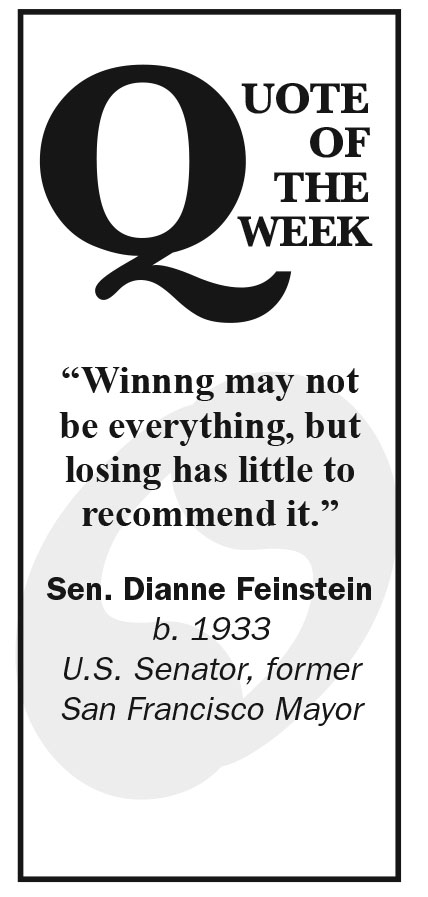 QUOTE
OF
THE
WEEK
“Winnng may not
be everything, but
losing has little to
recommend it.”
Sen. Dianne Feinstein
b. 1933
U.S. Senator, former
San Francisco Mayor